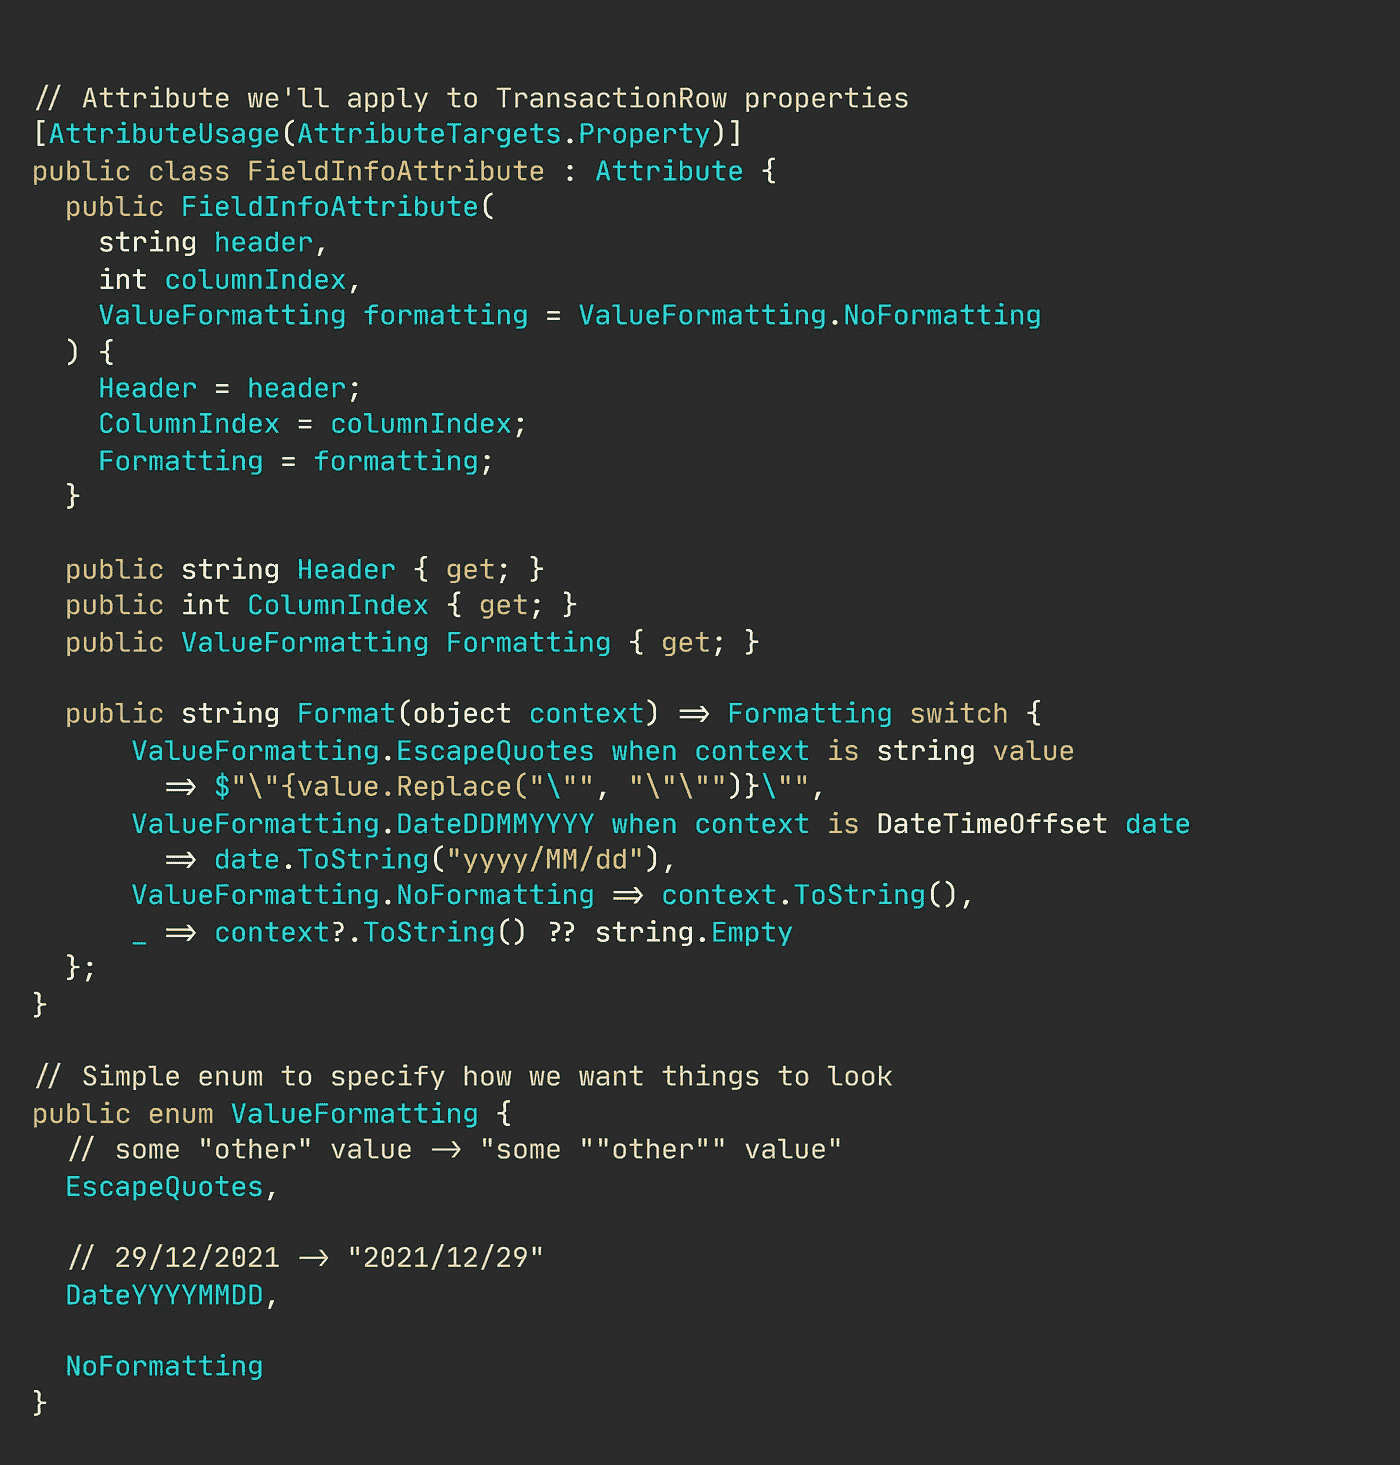 // Attribute we'll apply to TransactionRow properties
[AttributeUsage(AttributeTargets.Property)]
public class FieldInfoAttribute : Attribute {
  public FieldInfoAttribute(
    string header,
    int columnIndex,
    ValueFormatting formatting = ValueFormatting.NoFormatting
  ) {
    Header = header;
    ColumnIndex = columnIndex;
    Formatting = formatting;
  }

  public string Header { get; }
  public int ColumnIndex { get; }
  public ValueFormatting Formatting { get; }

  public string Format(object context) => Formatting switch {
      ValueFormatting.EscapeQuotes when context is string value
        => $"\"{value.Replace("\"", "\"\"")}\"",
      ValueFormatting.DateDDMMYYYY when context is DateTimeOffset date
        => date.ToString("yyyy/MM/dd"),
      ValueFormatting.NoFormatting => context.ToString(),
      _ => context?.ToString() ?? string.Empty
  };
}

// Simple enum to specify how we want things to look
public enum ValueFormatting {
  // some "other" value -> "some ""other"" value"
  EscapeQuotes,

  // 29/12/2021 -> "2021/12/29"
  DateYYYYMMDD,

  NoFormatting
}